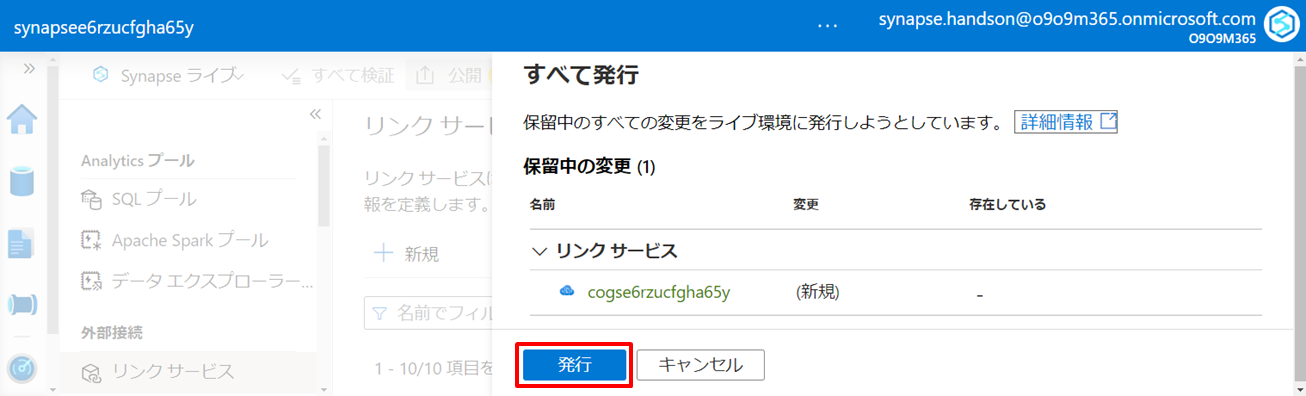 synapsee6rzucfgha65y
...
synapse.handson@o9o9m365.onmicrosoft.com
O9O9M365
Synapse ライブ
すべて検証
公開
Analytics プール
SQL プール
Apache Spark プール
データ エクスプローラー...
外部接続
リンク サービス
リンク サー
リンク サービスは
報を定義します。
新規
名前でフィル
1 - 10/10 項目を
すべて発行
保留中のすべての変更をライブ環境に発行しようとしています。 詳細情報
保留中の変更 (1)
名前 変更 存在している
リンク サービス
cogse6rzucfgha65y (新規) -
発行 キャンセル